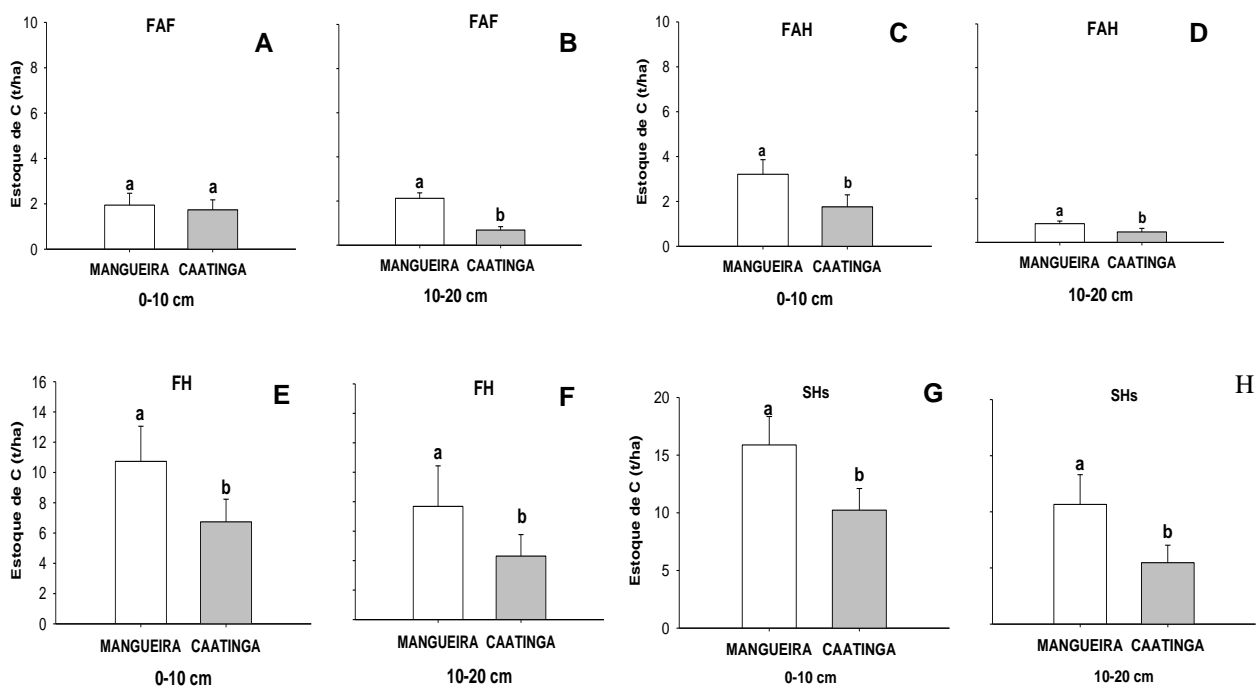 FAF
A
Estoque de C (t/ha)
10
8
6
4
2
0
a
a
MANGUEIRA CAATINGA
0-10 cm
FAF
B
a
b
MANGUEIRA CAATINGA
10-20 cm
FAH
C
Estoque de C (t/ha)
10
8
6
4
2
0
a
b
MANGUEIRA CAATINGA
0-10 cm
FAH
D
a
b
MANGUEIRA CAATINGA
10-20 cm
FH
E
Estoque de C (t/ha)
16
14
12
10
8
6
4
2
0
a
b
MANGUEIRA CAATINGA
0-10 cm
FH
F
a
b
MANGUEIRA CAATINGA
10-20 cm
SHs
G
Estoque de C (t/ha)
20
15
10
5
0
a
b
MANGUEIRA CAATINGA
0-10 cm
SHs
H
a
b
MANGUEIRA CAATINGA
10-20 cm